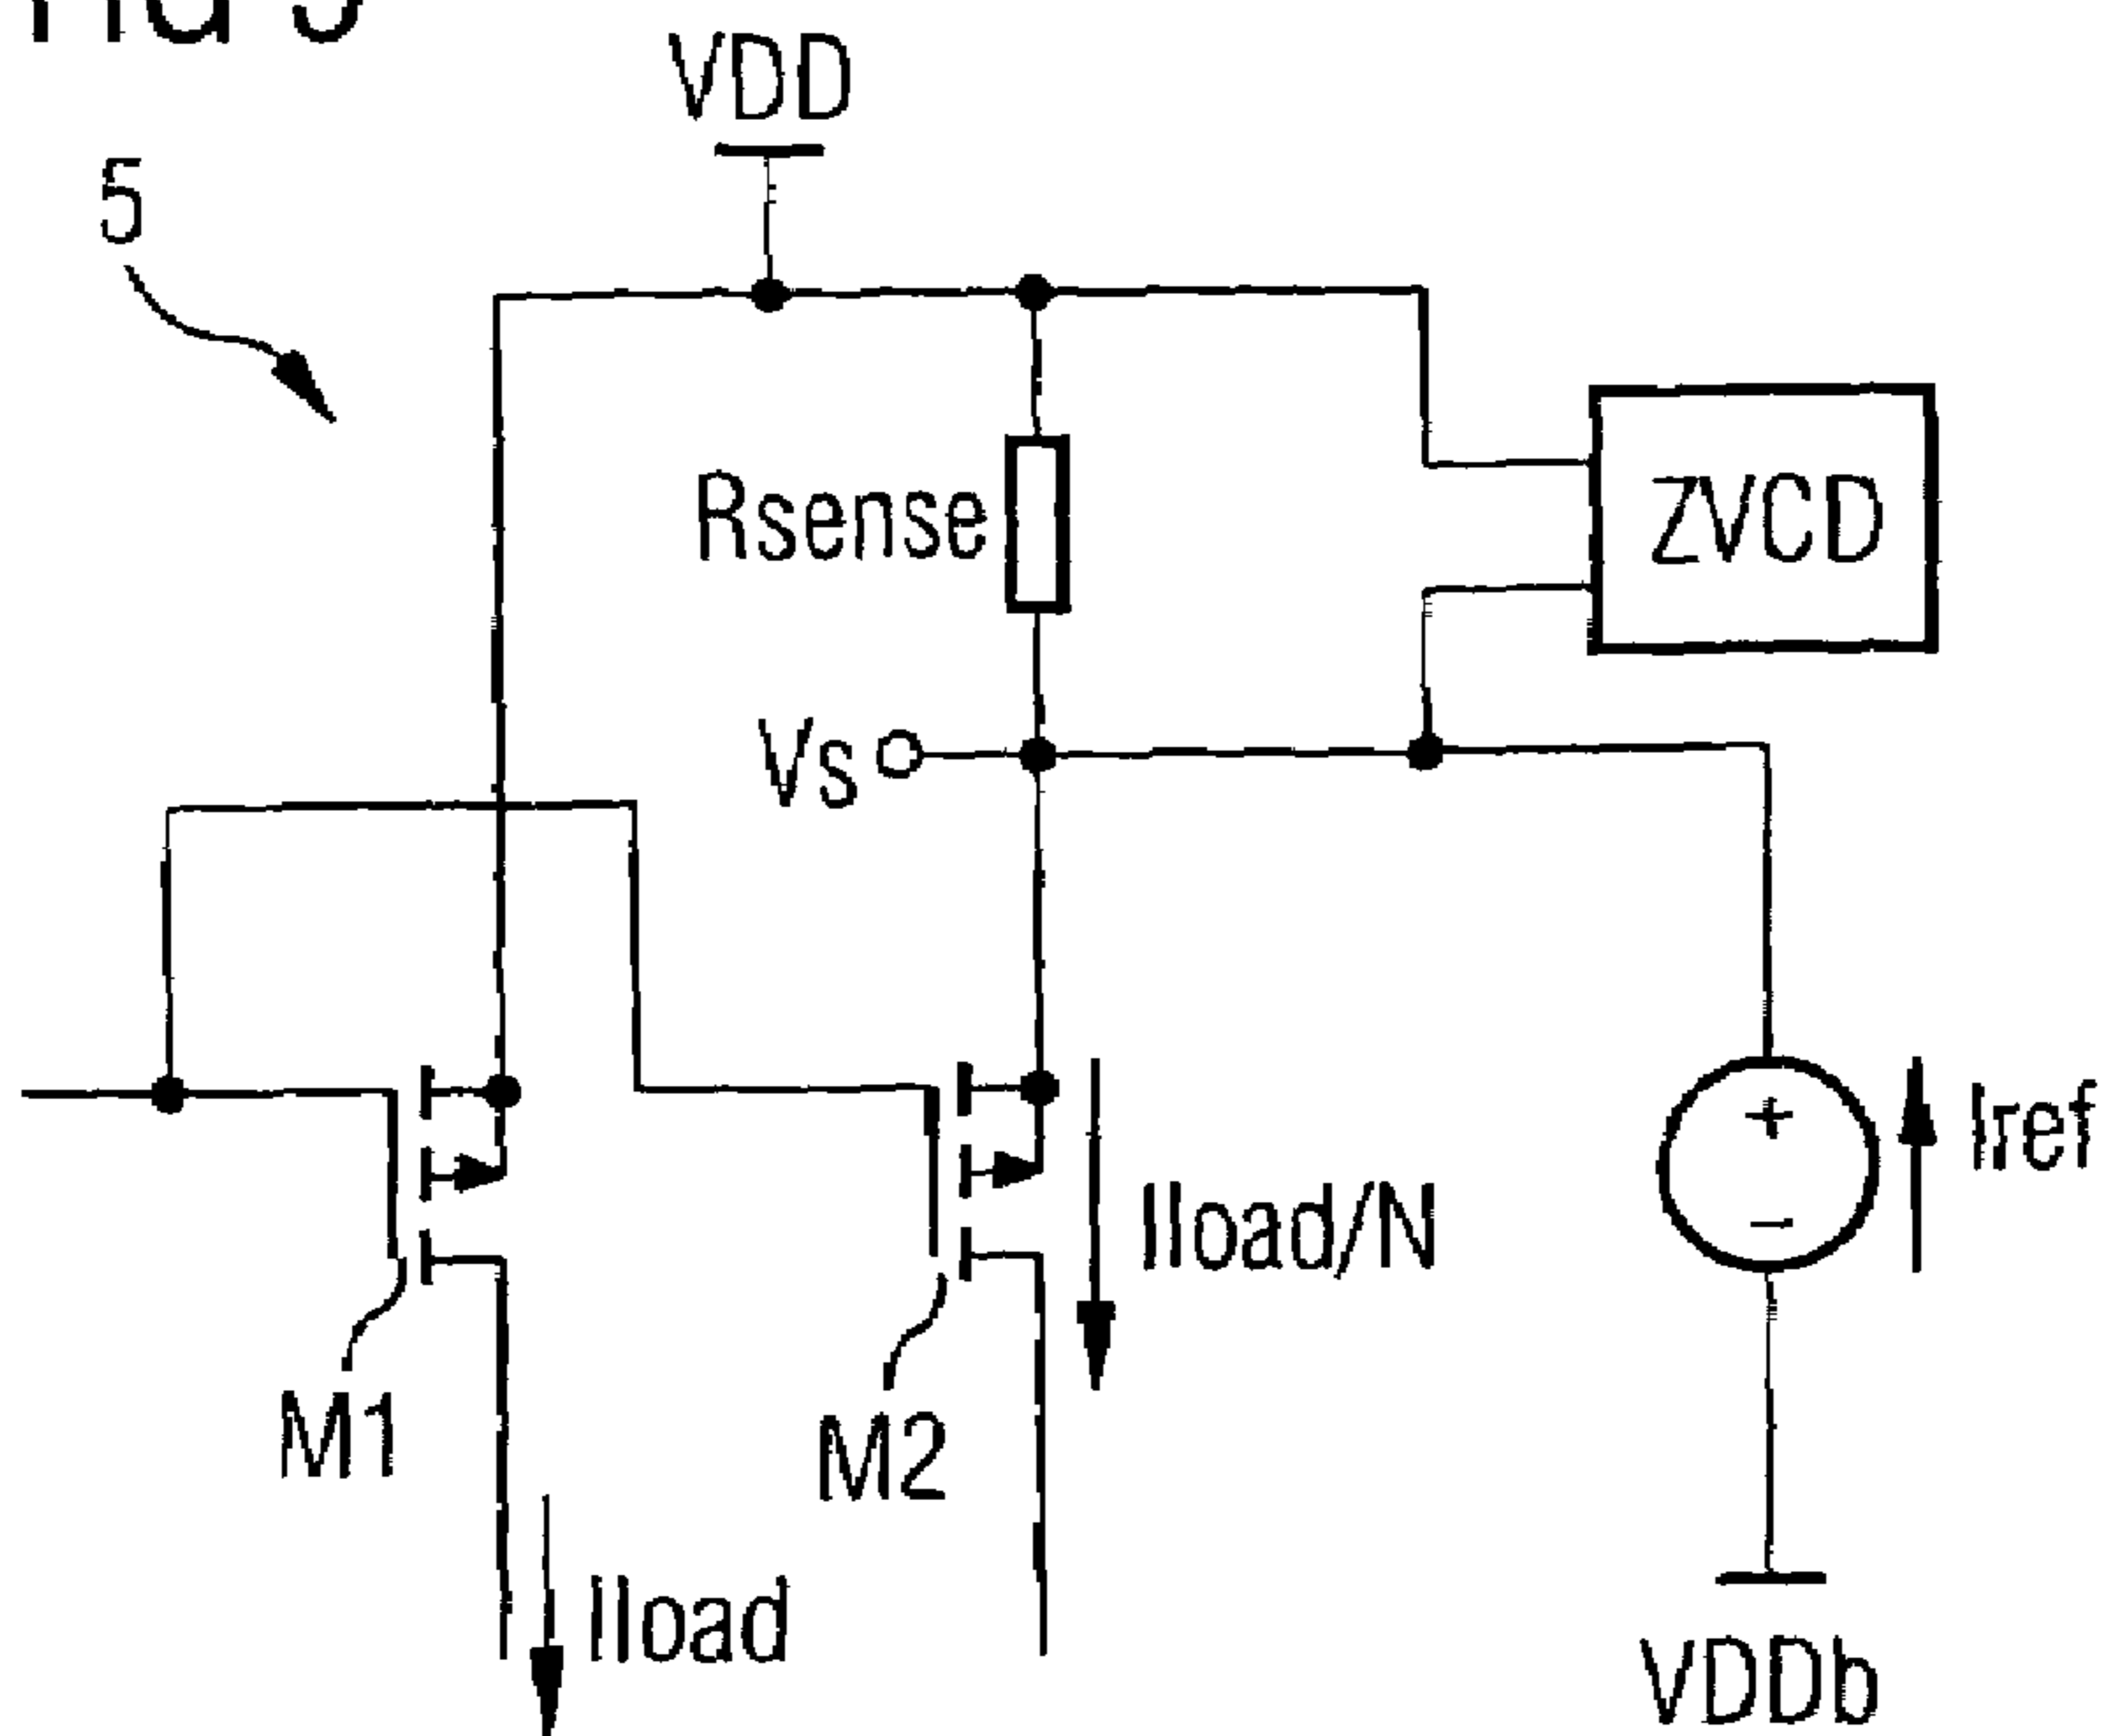 VDD
5
Rsense
ZVCD
Vs
+
Iref
−
Iload/N
M1
M2
Iload
VDDb